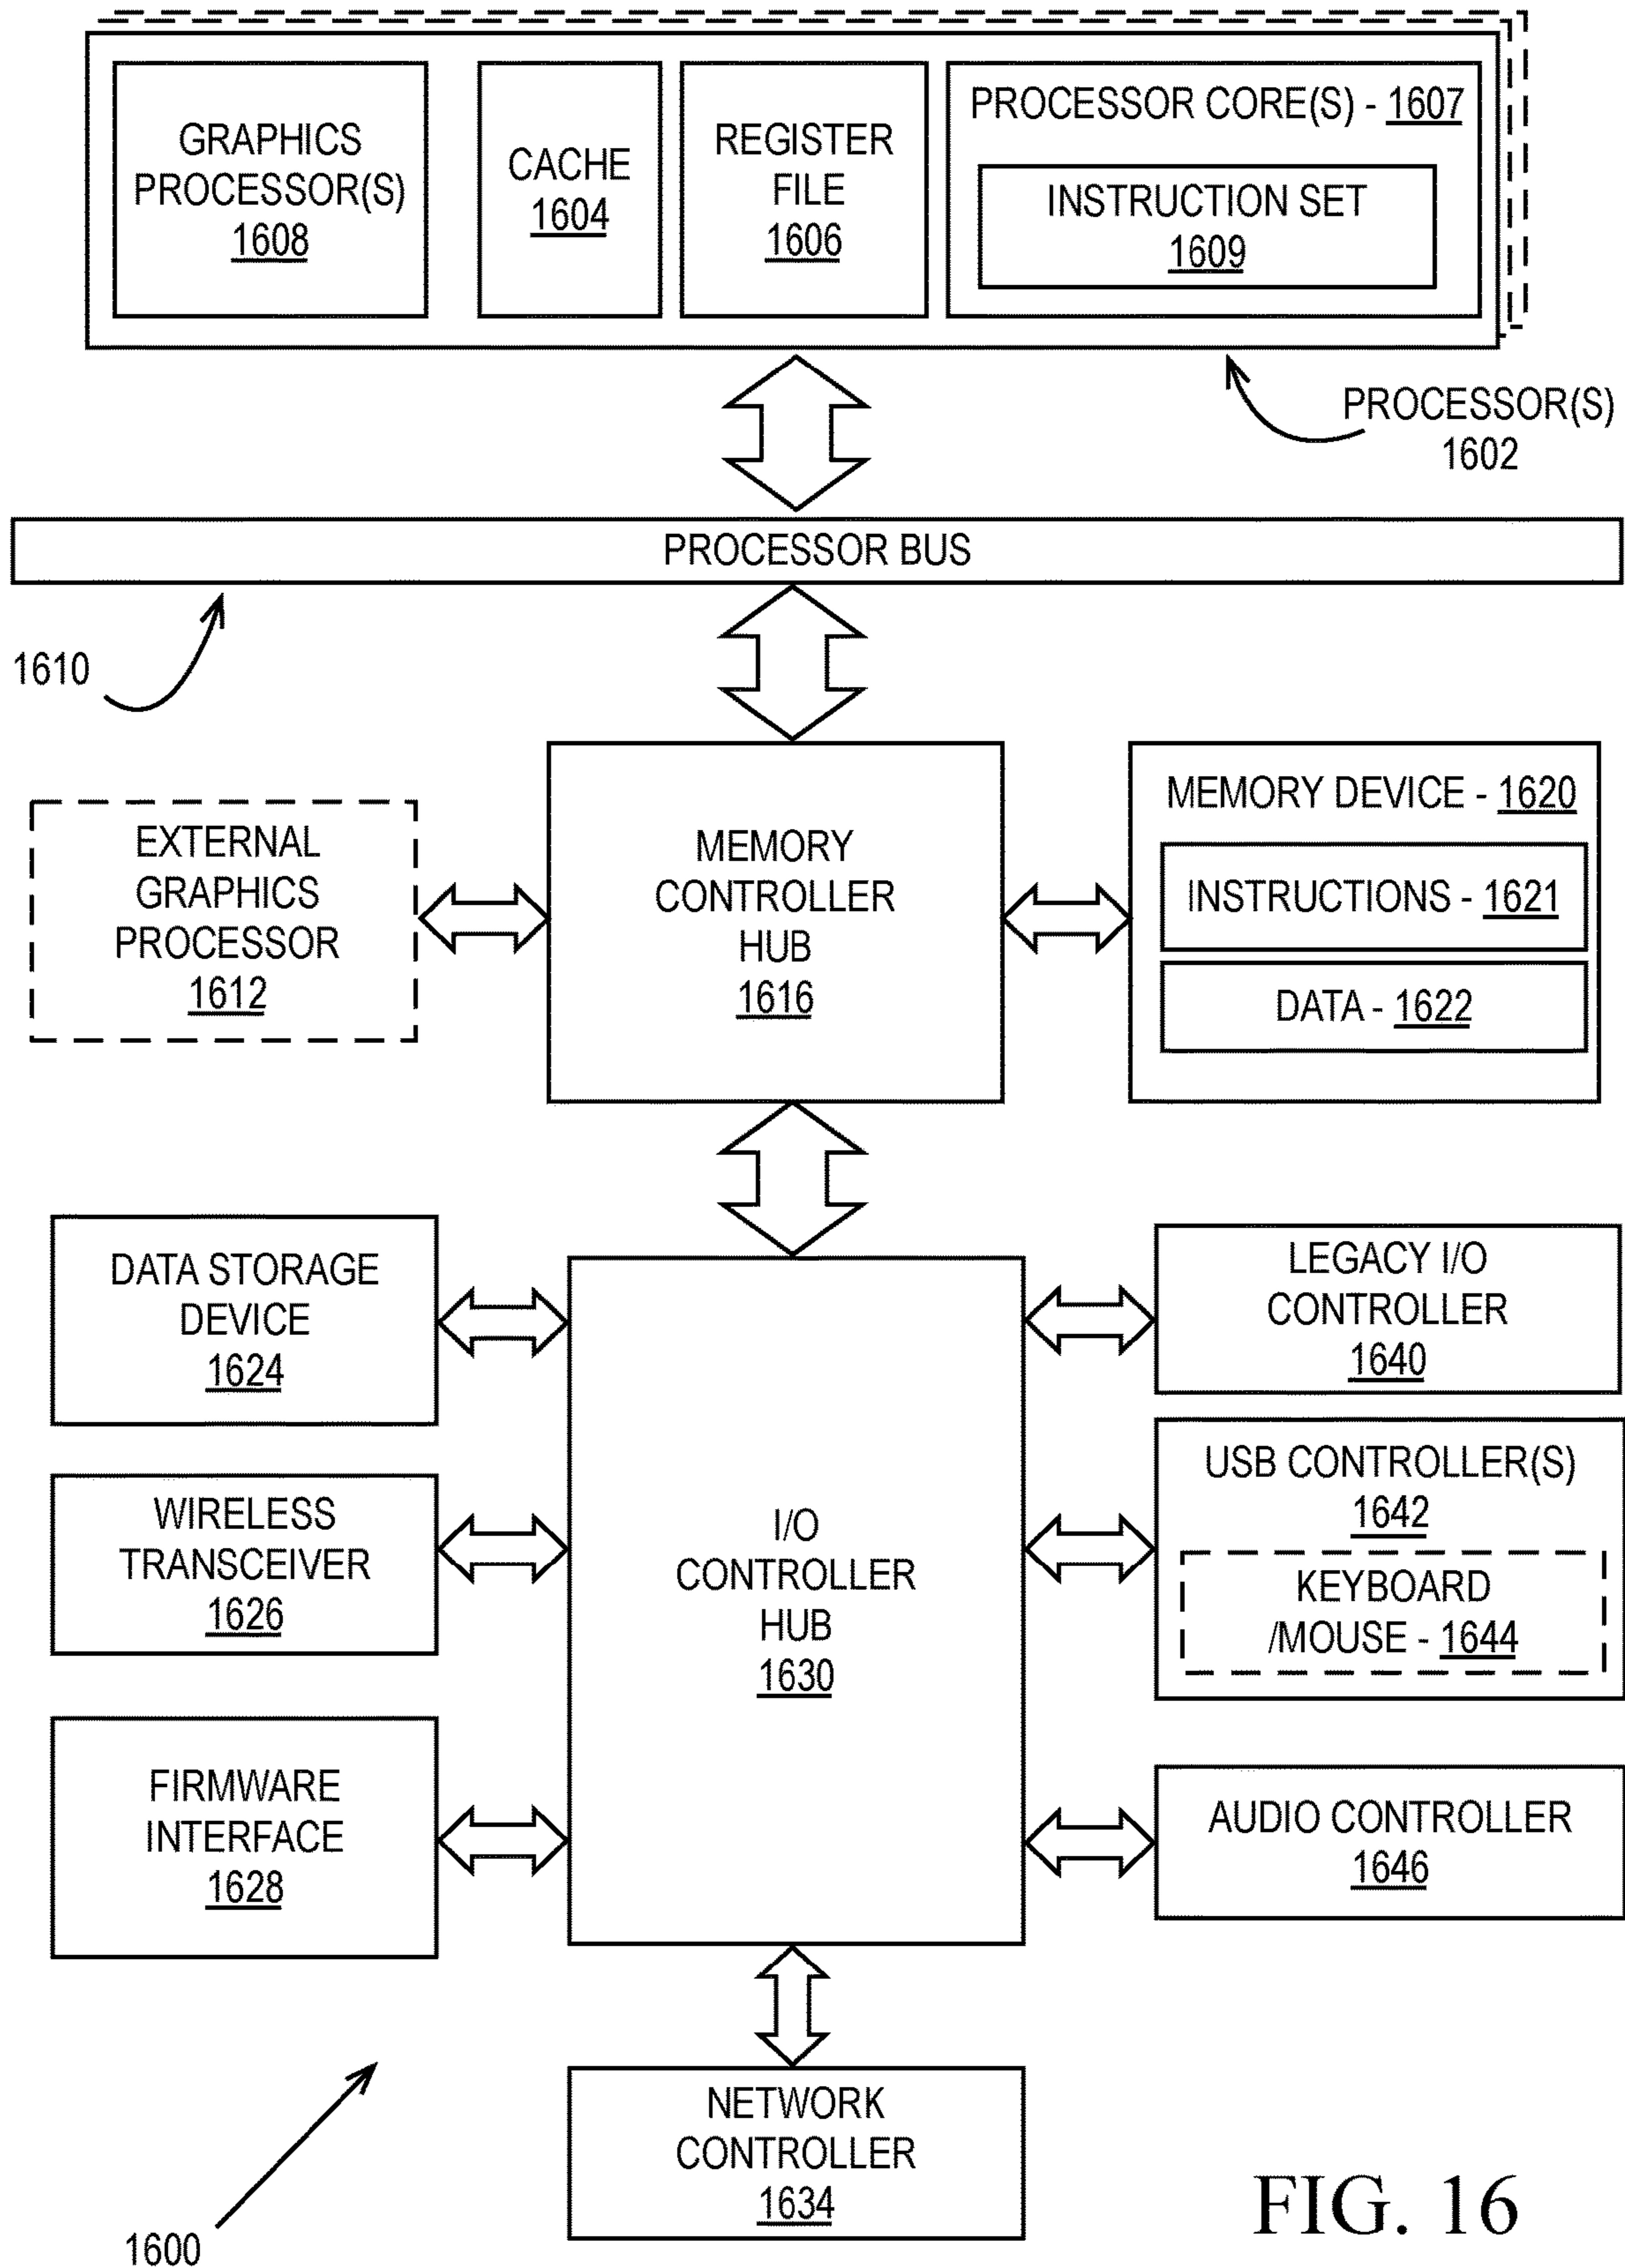 GRAPHICS
PROCESSOR(S)
1608
CACHE
1604
REGISTER
FILE
1606
PROCESSOR CORE(S) - 1607
INSTRUCTION SET
1609
PROCESSOR(S)
1602
PROCESSOR BUS
1610
EXTERNAL
GRAPHICS
PROCESSOR
1612
MEMORY
CONTROLLER
HUB
1616
MEMORY DEVICE - 1620
INSTRUCTIONS - 1621
DATA - 1622
DATA STORAGE
DEVICE
1624
WIRELESS
TRANSCEIVER
1626
FIRMWARE
INTERFACE
1628
I/O
CONTROLLER
HUB
1630
LEGACY I/O
CONTROLLER
1640
USB CONTROLLER(S)
1642
KEYBOARD
/MOUSE - 1644
AUDIO CONTROLLER
1646
NETWORK
CONTROLLER
1634
1600
FIG. 16